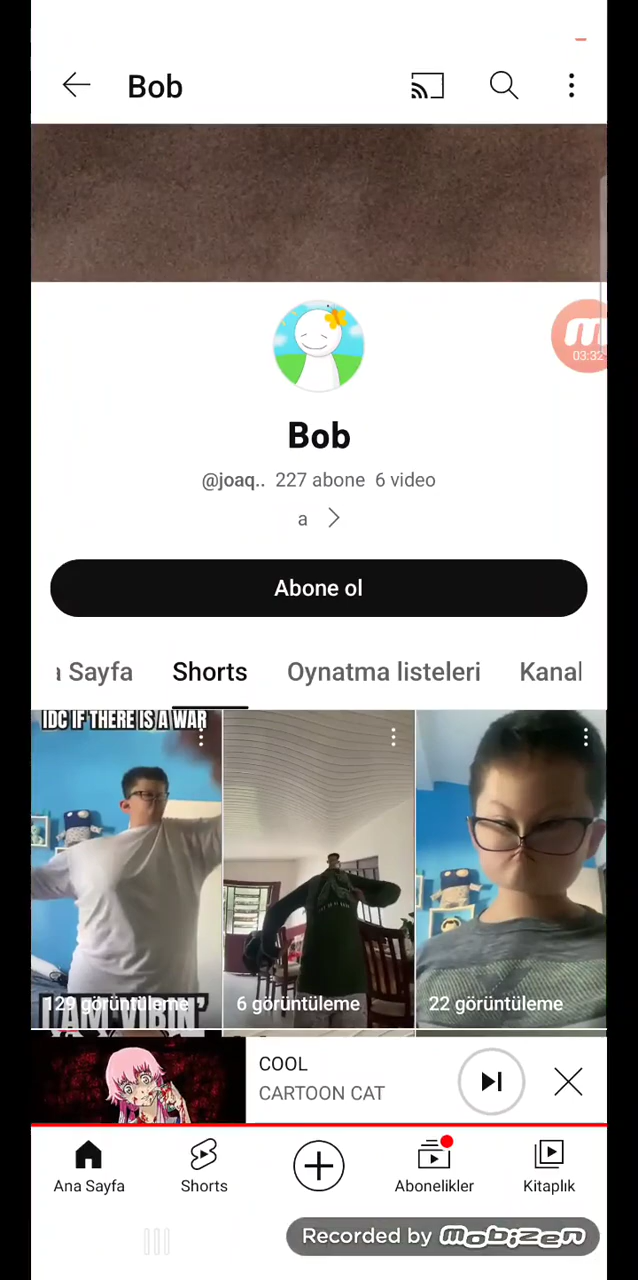 Bob
03:32
Bob
@joaq.. 227 abone 6 video
a
Abone ol
Sayfa Shorts Oynatma listeleri Kanal
IDC IF THERE IS A WAR
I AM VIBIN'
129 görüntüleme 6 görüntüleme 22 görüntüleme
COOL
CARTOON CAT
Ana Sayfa Shorts Abonelikler Kitaplık
Recorded by mobizen